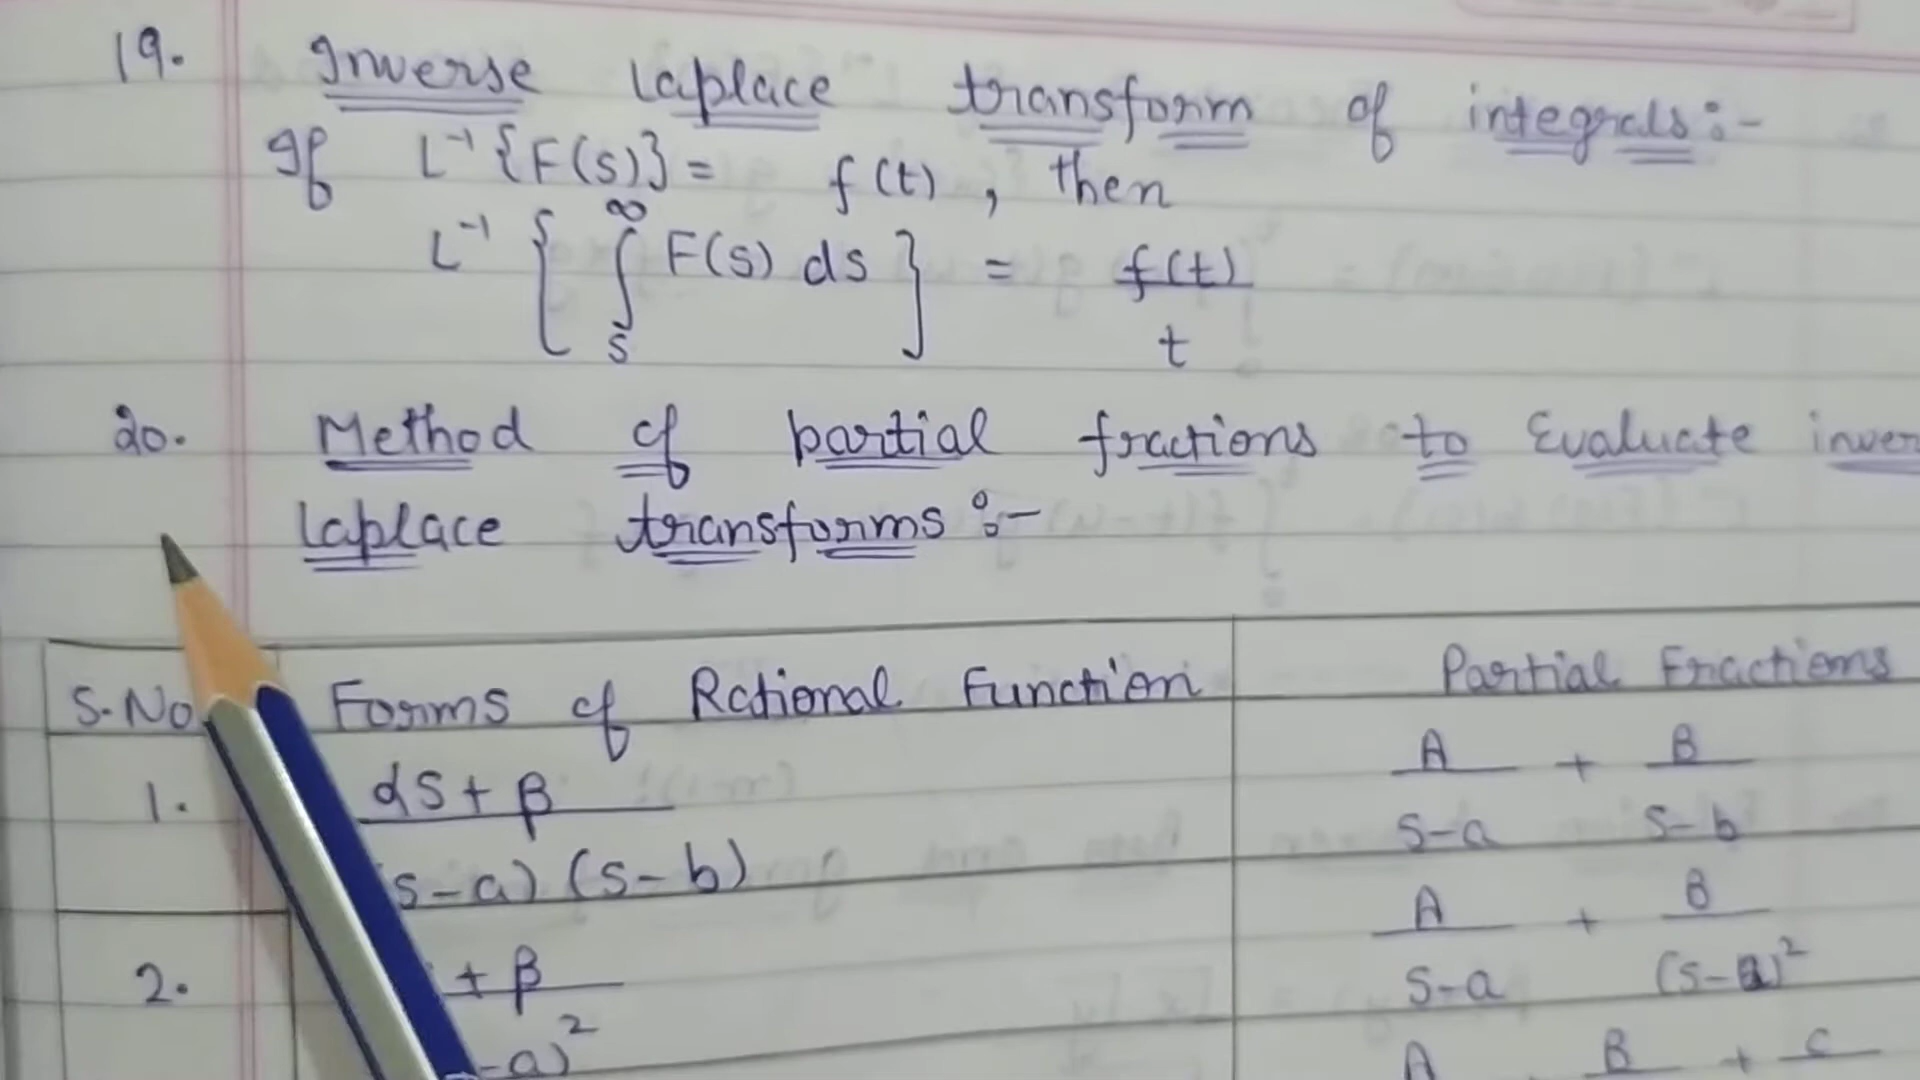 19. Inverse Laplace transform of integrals:-
If L⁻¹{F(s)} = f(t), then
L⁻¹ { ∫ₛ^∞ F(s) ds } = f(t) / t
20. Method of partial fractions to Evaluate inver
Laplace transforms :-
S.No Forms of Rational Function Partial Fractions
1. αs + β / (s-a) (s-b) A / s-a + B / s-b
2. + β / -a)² A / s-a + B / (s-a)²
A B + C